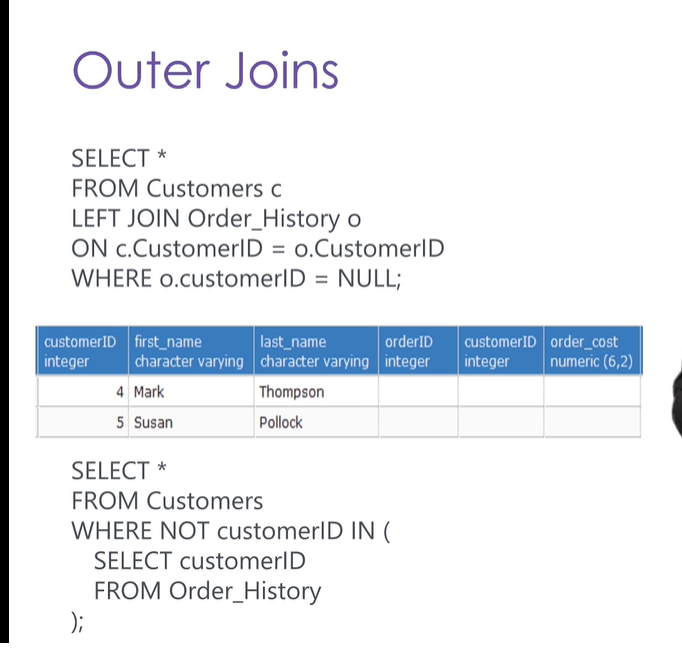 Outer Joins
SELECT *
FROM Customers c
LEFT JOIN Order_History o
ON c.CustomerID = o.CustomerID
WHERE o.customerID = NULL;
customerID first_name last_name orderID customerID order_cost
integer character varying character varying integer integer numeric (6,2)
4 Mark Thompson
5 Susan Pollock
SELECT *
FROM Customers
WHERE NOT customerID IN (
SELECT customerID
FROM Order_History
);